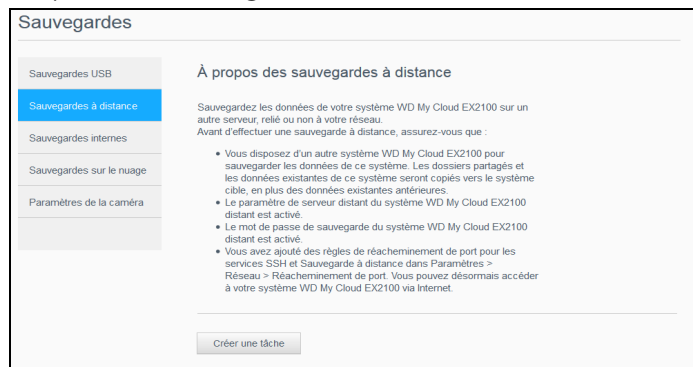 Sauvegardes
Sauvegardes USB
Sauvegardes à distance
Sauvegardes internes
Sauvegardes sur le nuage
Paramètres de la caméra
À propos des sauvegardes à distance
Sauvegardez les données de votre système WD My Cloud EX2100 sur un
autre serveur, relié ou non à votre réseau.
Avant d'effectuer une sauvegarde à distance, assurez-vous que :
• Vous disposez d'un autre système WD My Cloud EX2100 pour
sauvegarder les données de ce système. Les dossiers partagés et
les données existantes de ce système seront copiés vers le système
cible, en plus des données existantes antérieures.
• Le paramètre de serveur distant du système WD My Cloud EX2100
distant est activé.
• Le mot de passe de sauvegarde du système WD My Cloud EX2100
distant est activé.
• Vous avez ajouté des règles de réacheminement de port pour les
services SSH et Sauvegarde à distance dans Paramètres >
Réseau > Réacheminement de port. Vous pouvez désormais accéder
à votre système WD My Cloud EX2100 via Internet.
Créer une tâche